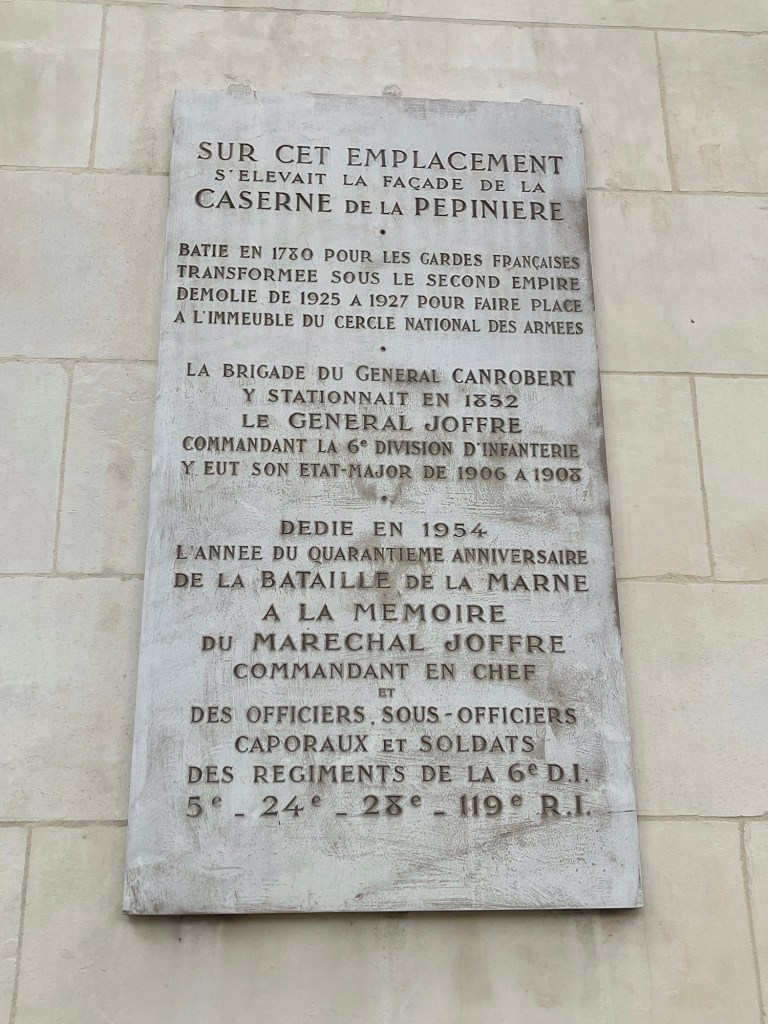 SUR CET EMPLACEMENT
S'ELEVAIT LA FAÇADE DE LA
CASERNE DE LA PEPINIERE
•
BATIE EN 1780 POUR LES GARDES FRANÇAISES
TRANSFORMEE SOUS LE SECOND EMPIRE
DEMOLIE DE 1925 A 1927 POUR FAIRE PLACE
A L'IMMEUBLE DU CERCLE NATIONAL DES ARMEES
•
LA BRIGADE DU GENERAL CANROBERT
Y STATIONNAIT EN 1852
LE GENERAL JOFFRE
COMMANDANT LA 6e DIVISION D'INFANTERIE
Y EUT SON ETAT-MAJOR DE 1906 A 1908
•
DEDIE EN 1954
L'ANNEE DU QUARANTIEME ANNIVERSAIRE
DE LA BATAILLE DE LA MARNE
A LA MEMOIRE
DU MARECHAL JOFFRE
COMMANDANT EN CHEF
ET
DES OFFICIERS, SOUS-OFFICIERS
CAPORAUX ET SOLDATS
DES REGIMENTS DE LA 6e D.I.
5e - 24e - 28e - 119e R.I.